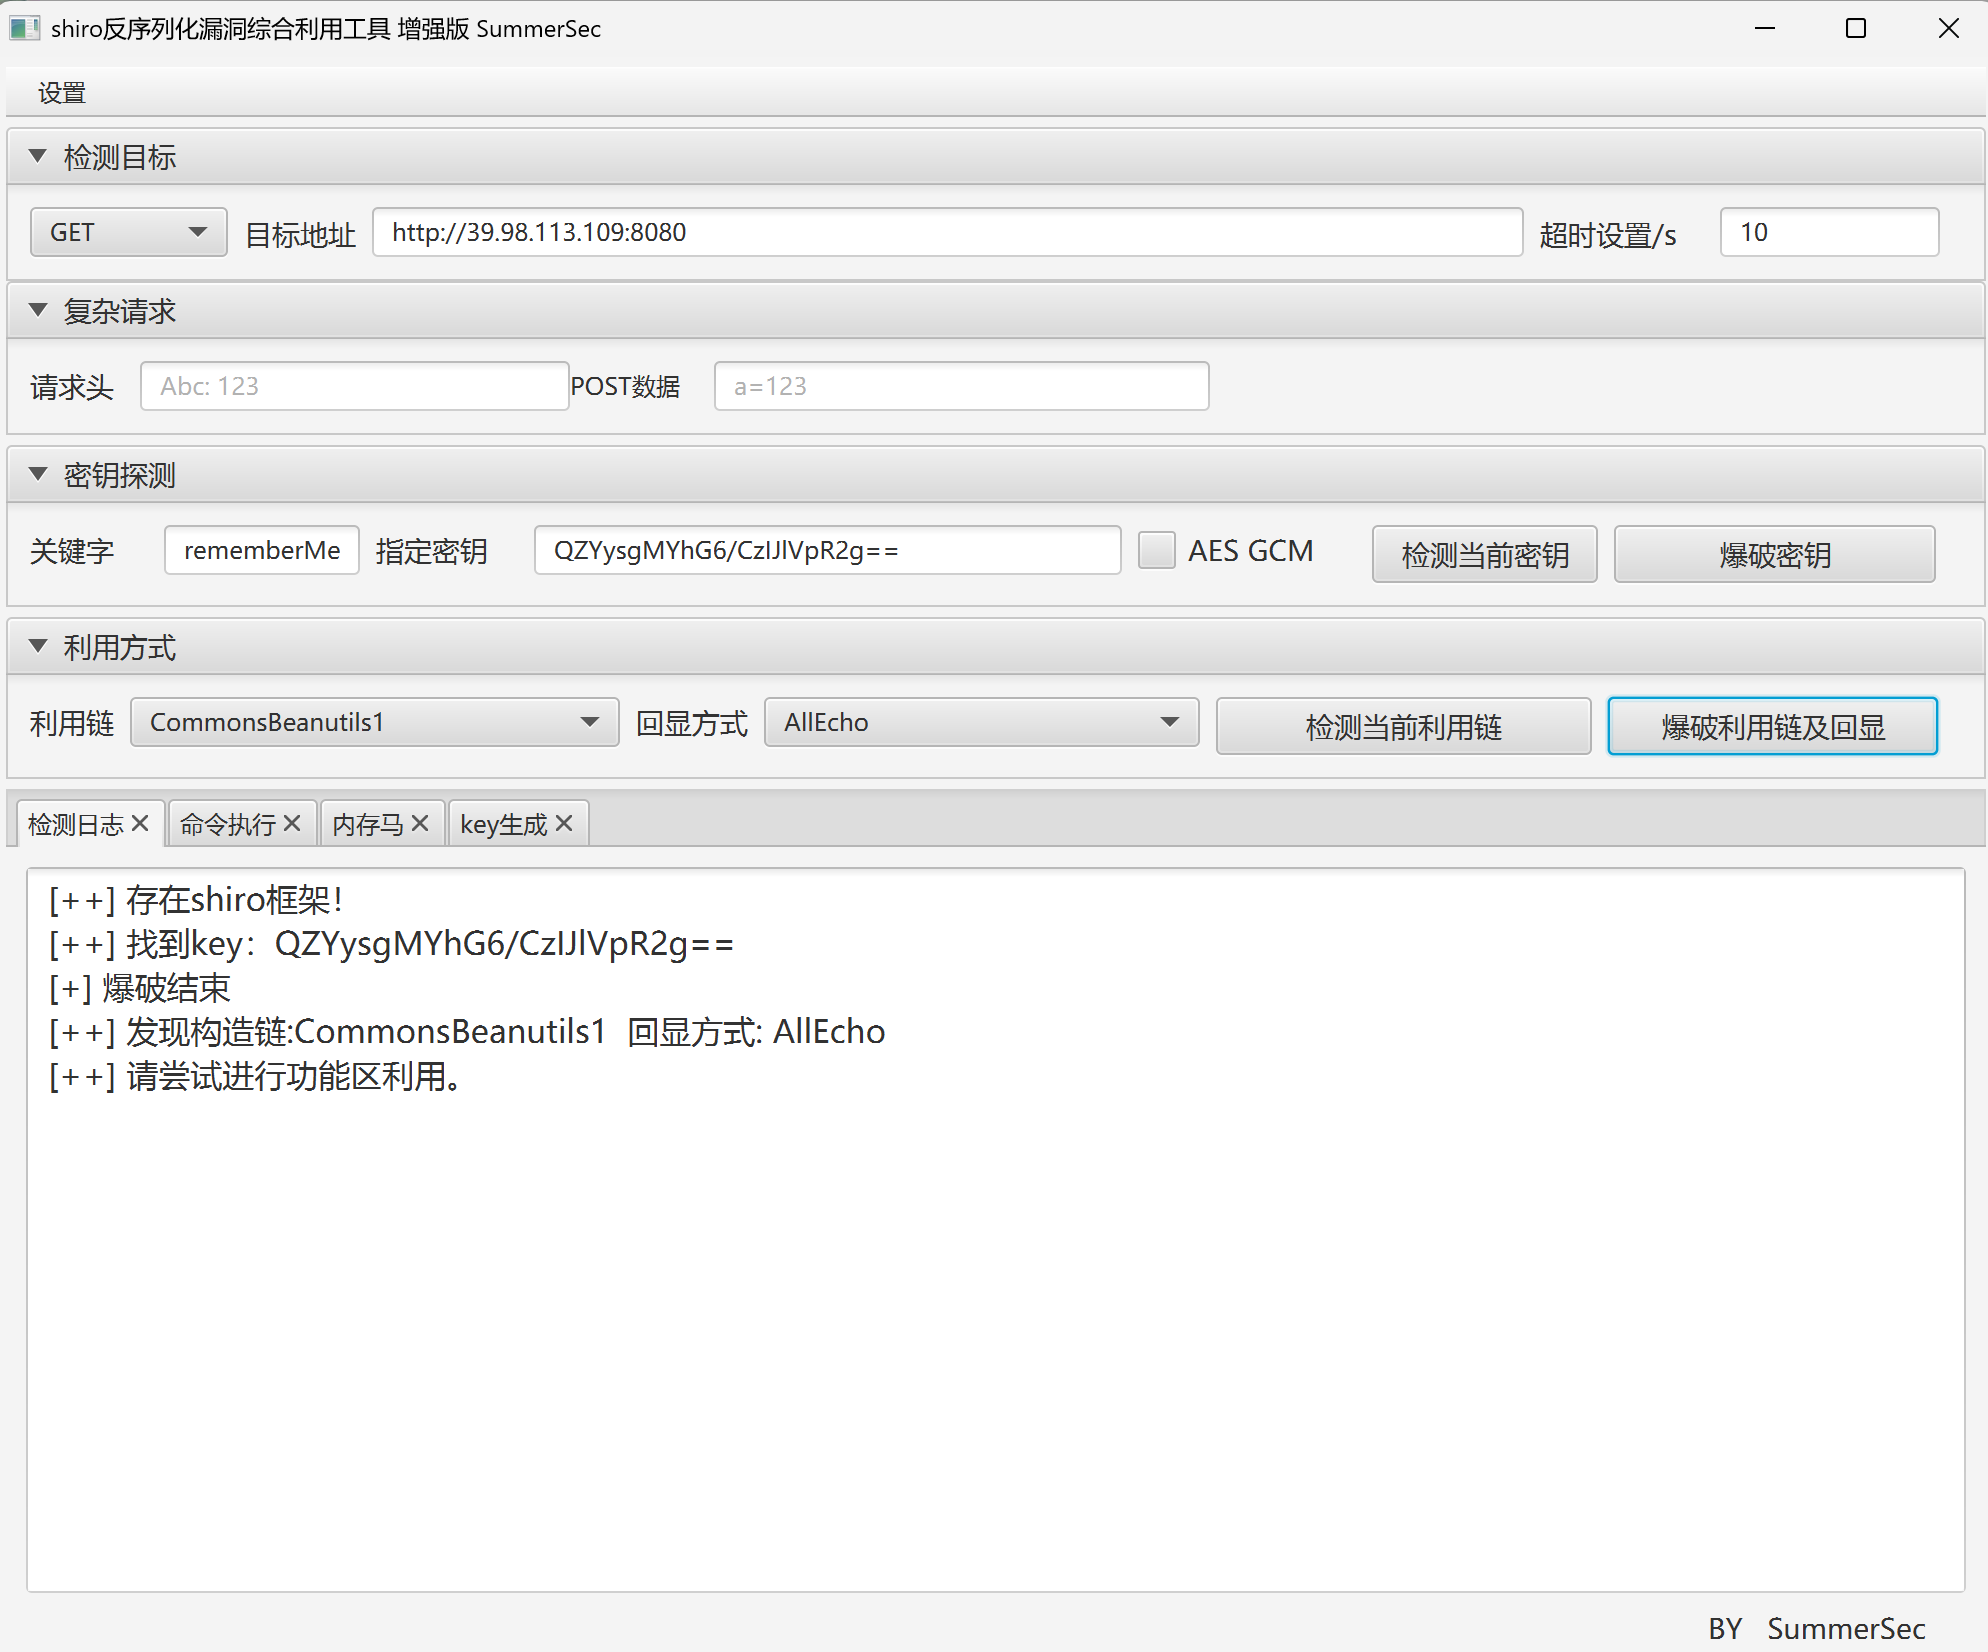 shiro反序列化漏洞综合利用工具 增强版 SummerSec
设置
检测目标
GET 目标地址 http://39.98.113.109:8080 超时设置/s 10
复杂请求
请求头 Abc: 123 POST数据 a=123
密钥探测
关键字 rememberMe 指定密钥 QZYysgMYhG6/CzIJlVpR2g== AES GCM 检测当前密钥 爆破密钥
利用方式
利用链 CommonsBeanutils1 回显方式 AllEcho 检测当前利用链 爆破利用链及回显
检测日志 命令执行 内存马 key生成
[++] 存在shiro框架！
[++] 找到key：QZYysgMYhG6/CzIJlVpR2g==
[+] 爆破结束
[++] 发现构造链:CommonsBeanutils1 回显方式: AllEcho
[++] 请尝试进行功能区利用。
BY SummerSec